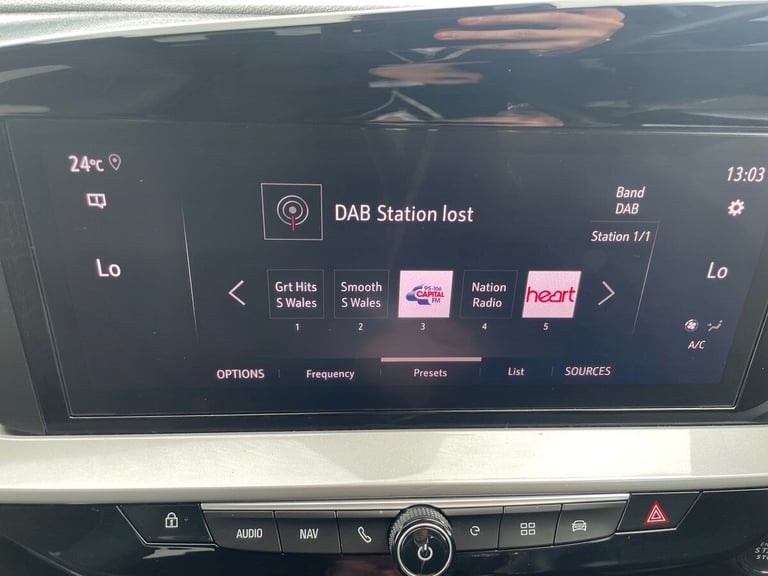 24°C
13:03
Band
DAB
DAB Station lost
Station 1/1
Lo
Lo
Grt Hits
S Wales
Smooth
S Wales
95-106
CAPITAL
FM
Nation
Radio
heart
1
2
3
4
5
A/C
OPTIONS
Frequency
Presets
List
SOURCES
AUDIO
NAV